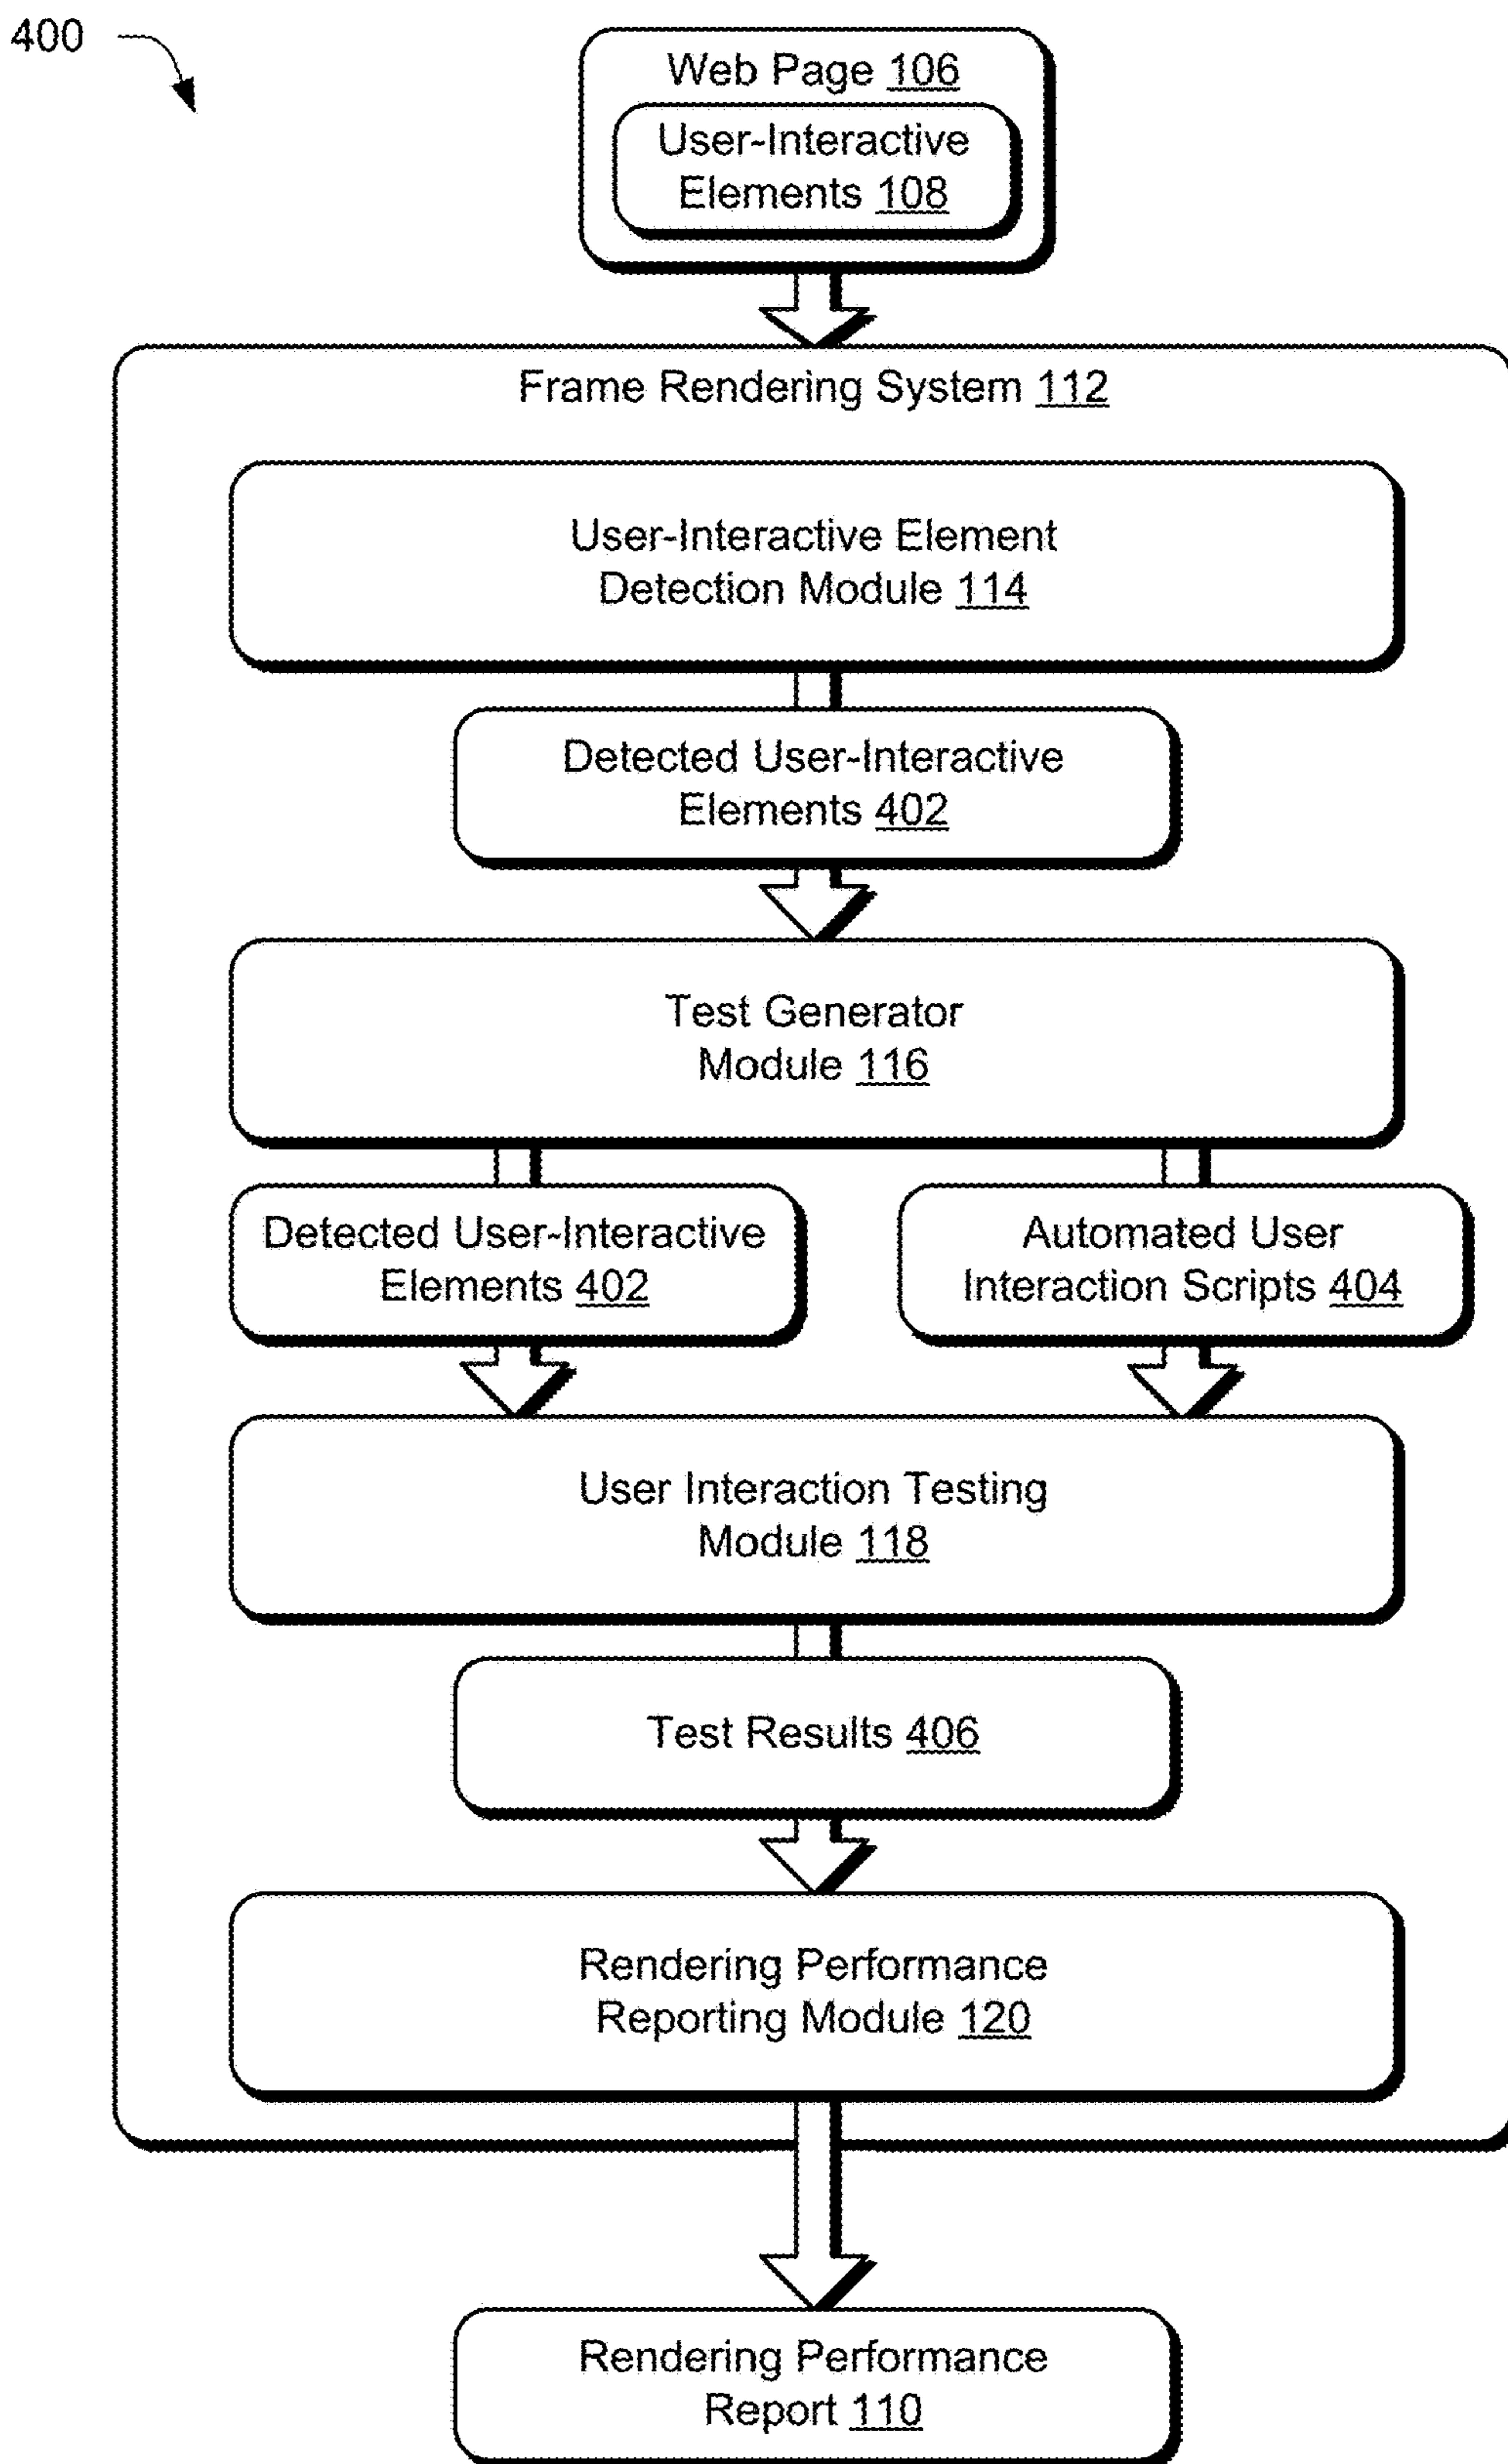 400
Web Page 106
User-Interactive
Elements 108
Frame Rendering System 112
User-Interactive Element
Detection Module 114
Detected User-Interactive
Elements 402
Test Generator
Module 116
Detected User-Interactive
Elements 402
Automated User
Interaction Scripts 404
User Interaction Testing
Module 118
Test Results 406
Rendering Performance
Reporting Module 120
Rendering Performance
Report 110